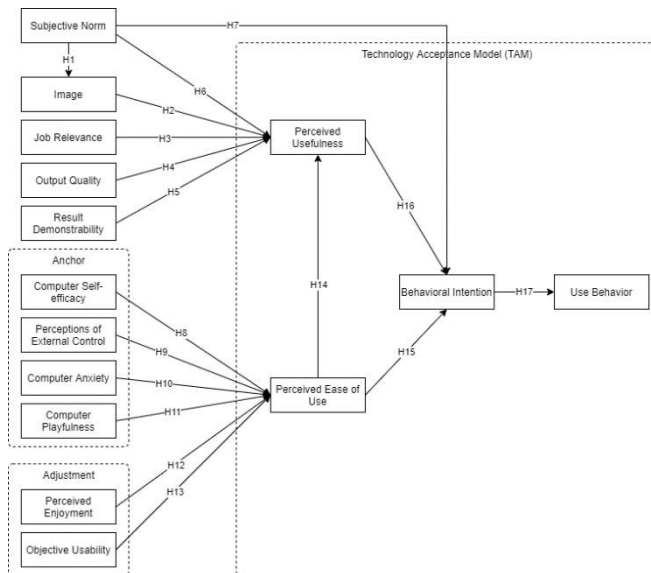 Subjective Norm
H7
H1
Technology Acceptance Model (TAM)
Image
H6
H2
Job Relevance
H3
Perceived
Usefulness
Output Quality
H4
H5
Result
Demonstrability
H16
Anchor
Computer Self-
efficacy
H14
Behavioral Intention
H17
Use Behavior
Perceptions of
External Control
H8
H9
H15
Computer Anxiety
H10
Perceived Ease of
Use
Computer
Playfulness
H11
Adjustment
H12
H13
Perceived
Enjoyment
Objective Usability